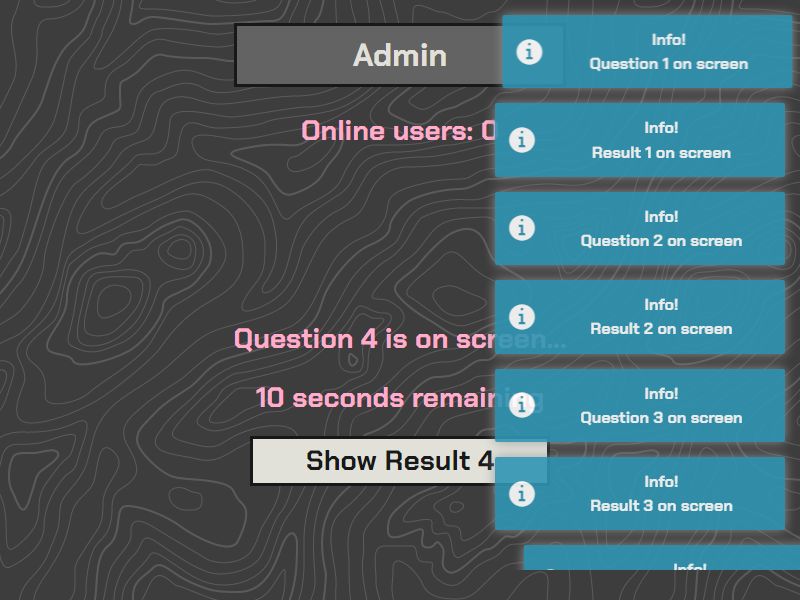 Admin
Online users: 0
Question 4 is on screen...
10 seconds remaining
Show Result 4
Info!
Question 1 on screen
Info!
Result 1 on screen
Info!
Question 2 on screen
Info!
Result 2 on screen
Info!
Question 3 on screen
Info!
Result 3 on screen
Info!